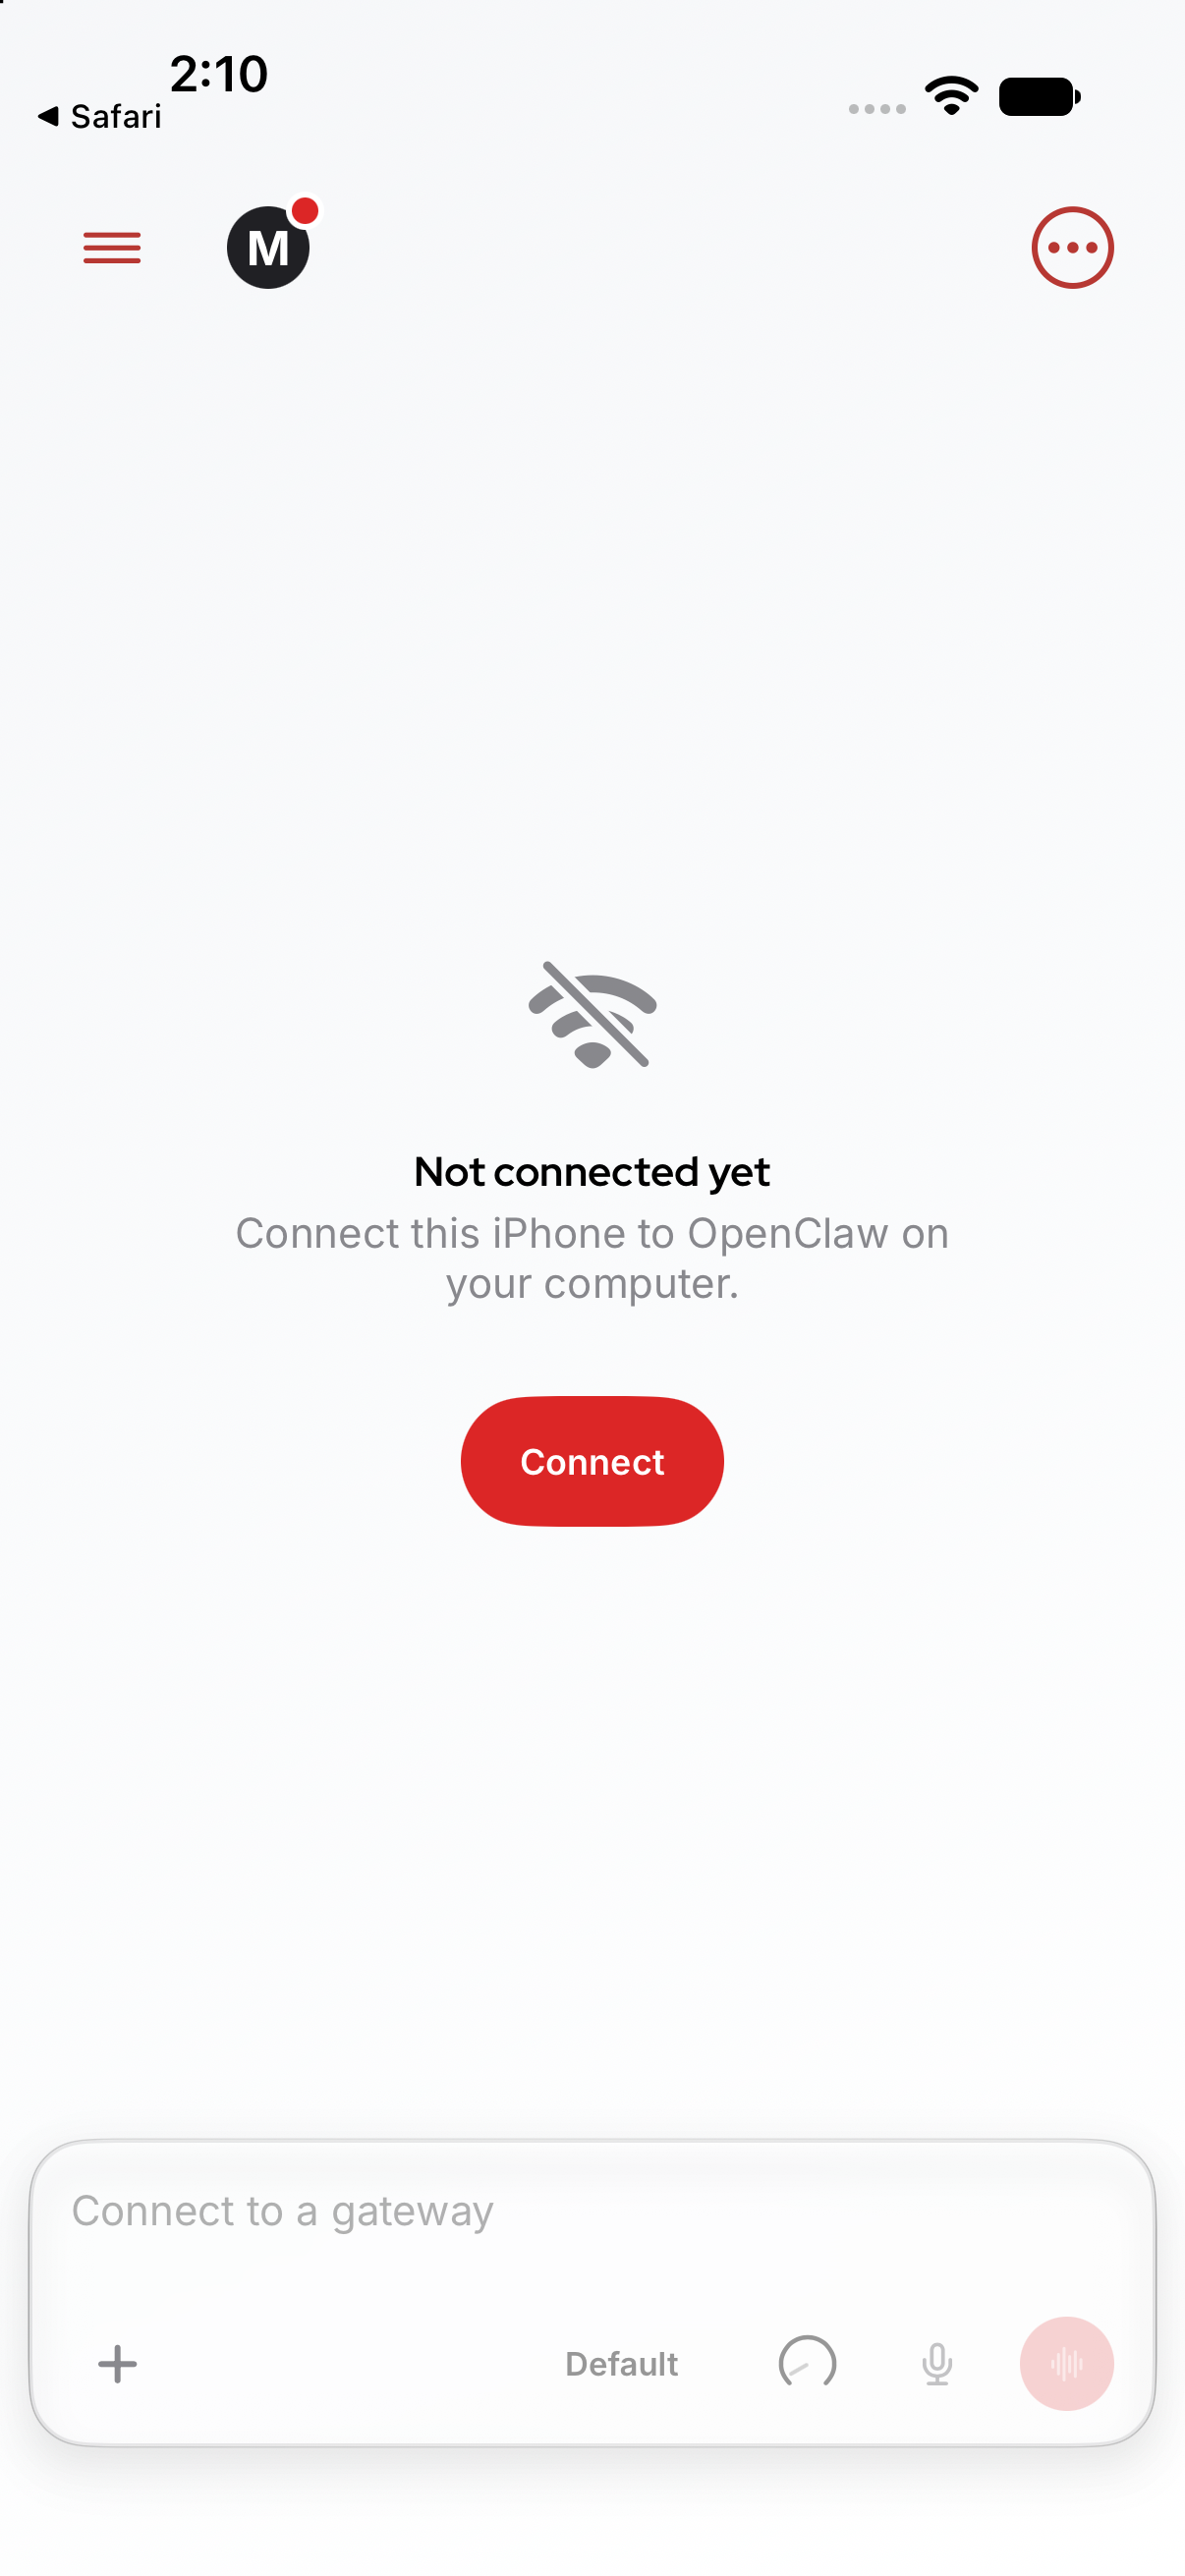 2:10
Safari
M
Not connected yet
Connect this iPhone to OpenClaw on
your computer.
Connect
Connect to a gateway
Default